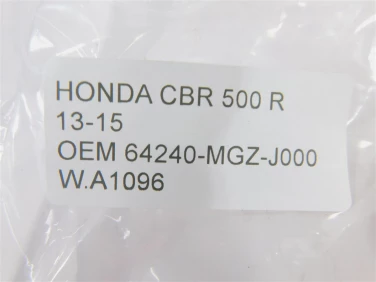 HONDA CBR 500 R
13-15
OEM 64240-MGZ-J000
W.A1096